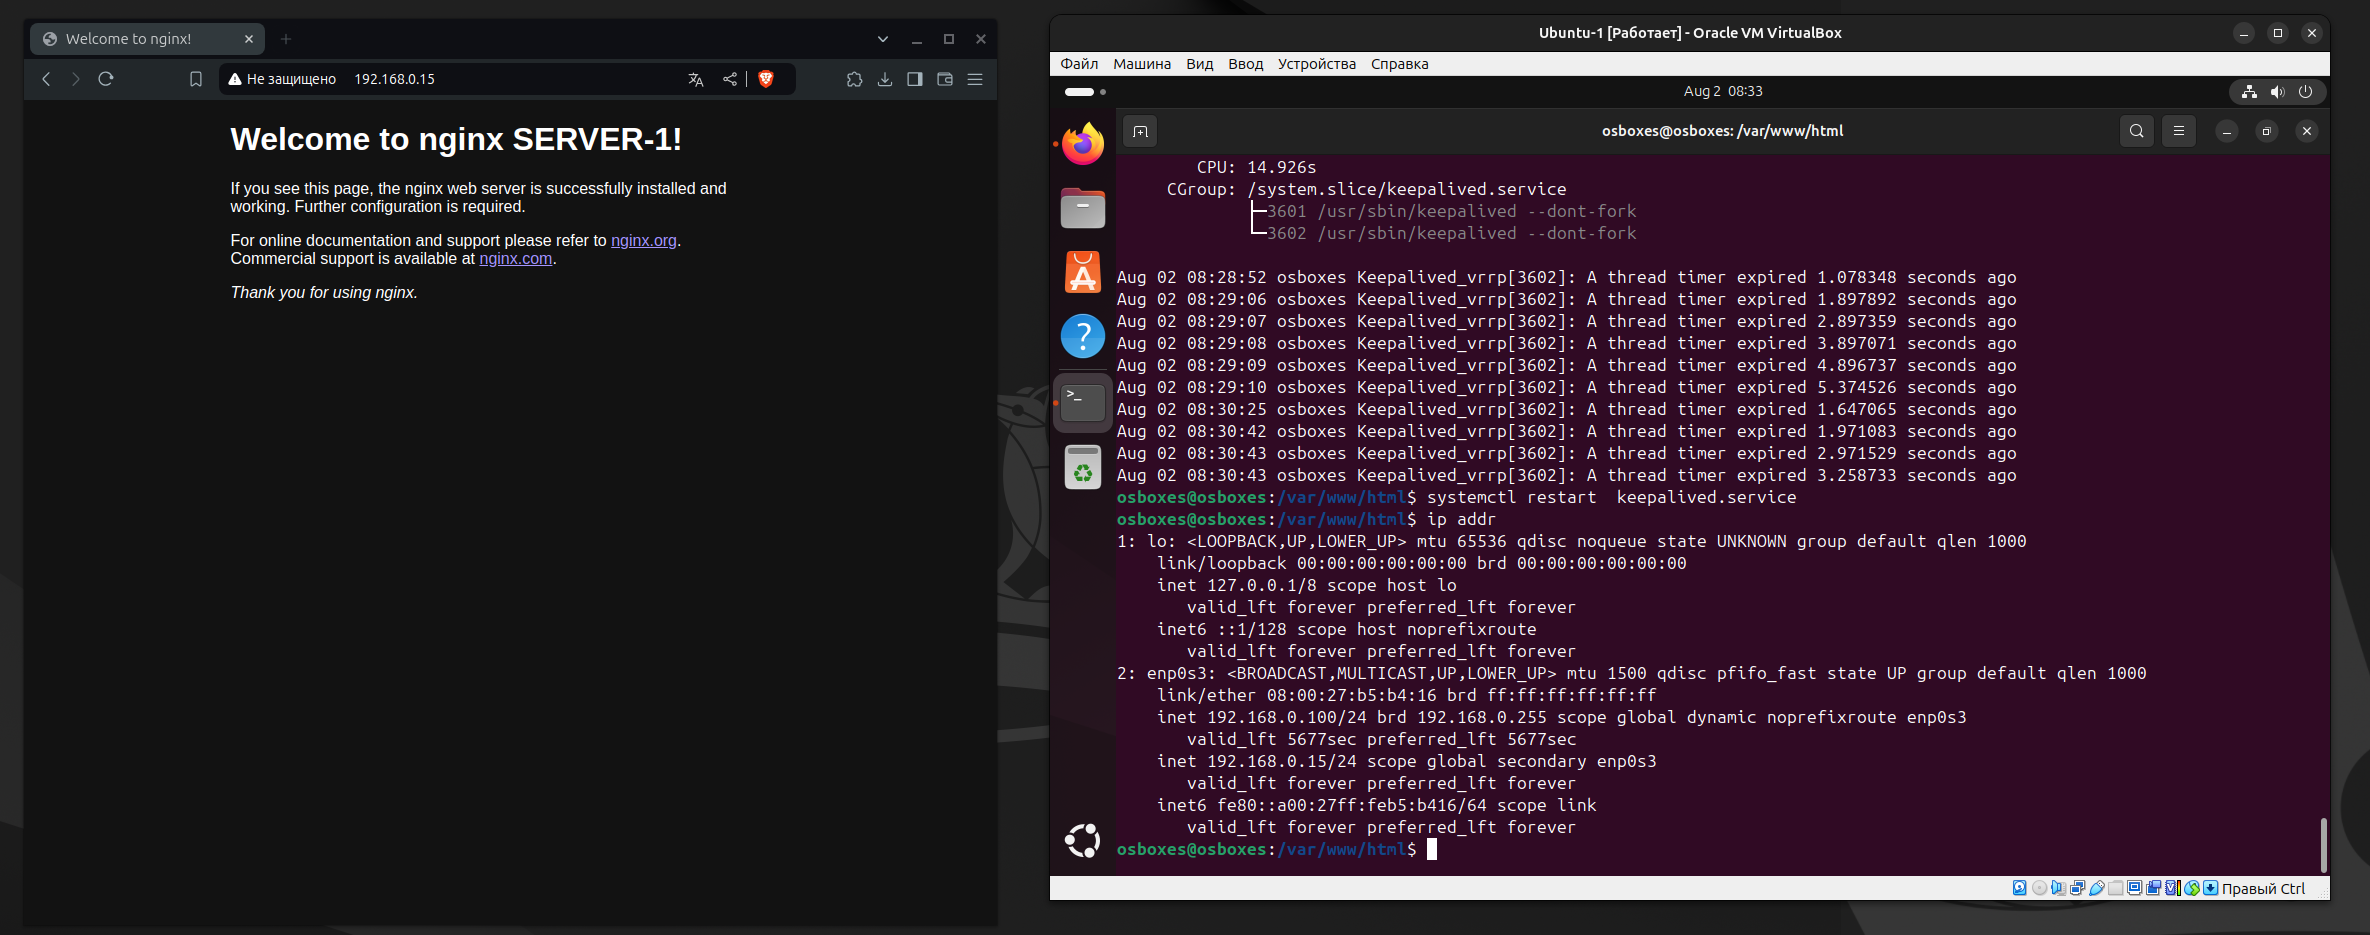 Welcome to nginx!
Не защищено 192.168.0.15
Welcome to nginx SERVER-1!
If you see this page, the nginx web server is successfully installed and
working. Further configuration is required.
For online documentation and support please refer to nginx.org.
Commercial support is available at nginx.com.
Thank you for using nginx.
Ubuntu-1 [Работает] - Oracle VM VirtualBox
Файл Машина Вид Ввод Устройства Справка
Aug 2 08:33
osboxes@osboxes: /var/www/html
CPU: 14.926s
CGroup: /system.slice/keepalived.service
├─3601 /usr/sbin/keepalived --dont-fork
└─3602 /usr/sbin/keepalived --dont-fork
Aug 02 08:28:52 osboxes Keepalived_vrrp[3602]: A thread timer expired 1.078348 seconds ago
Aug 02 08:29:06 osboxes Keepalived_vrrp[3602]: A thread timer expired 1.897892 seconds ago
Aug 02 08:29:07 osboxes Keepalived_vrrp[3602]: A thread timer expired 2.897359 seconds ago
Aug 02 08:29:08 osboxes Keepalived_vrrp[3602]: A thread timer expired 3.897071 seconds ago
Aug 02 08:29:09 osboxes Keepalived_vrrp[3602]: A thread timer expired 4.896737 seconds ago
Aug 02 08:29:10 osboxes Keepalived_vrrp[3602]: A thread timer expired 5.374526 seconds ago
Aug 02 08:30:25 osboxes Keepalived_vrrp[3602]: A thread timer expired 1.647065 seconds ago
Aug 02 08:30:42 osboxes Keepalived_vrrp[3602]: A thread timer expired 1.971083 seconds ago
Aug 02 08:30:43 osboxes Keepalived_vrrp[3602]: A thread timer expired 2.971529 seconds ago
Aug 02 08:30:43 osboxes Keepalived_vrrp[3602]: A thread timer expired 3.258733 seconds ago
osboxes@osboxes:/var/www/html$ systemctl restart  keepalived.service
osboxes@osboxes:/var/www/html$ ip addr
1: lo: <LOOPBACK,UP,LOWER_UP> mtu 65536 qdisc noqueue state UNKNOWN group default qlen 1000
link/loopback 00:00:00:00:00:00 brd 00:00:00:00:00:00
inet 127.0.0.1/8 scope host lo
valid_lft forever preferred_lft forever
inet6 ::1/128 scope host noprefixroute
valid_lft forever preferred_lft forever
2: enp0s3: <BROADCAST,MULTICAST,UP,LOWER_UP> mtu 1500 qdisc pfifo_fast state UP group default qlen 1000
link/ether 08:00:27:b5:b4:16 brd ff:ff:ff:ff:ff:ff
inet 192.168.0.100/24 brd 192.168.0.255 scope global dynamic noprefixroute enp0s3
valid_lft 5677sec preferred_lft 5677sec
inet 192.168.0.15/24 scope global secondary enp0s3
valid_lft forever preferred_lft forever
inet6 fe80::a00:27ff:feb5:b416/64 scope link
valid_lft forever preferred_lft forever
osboxes@osboxes:/var/www/html$
Правый Ctrl